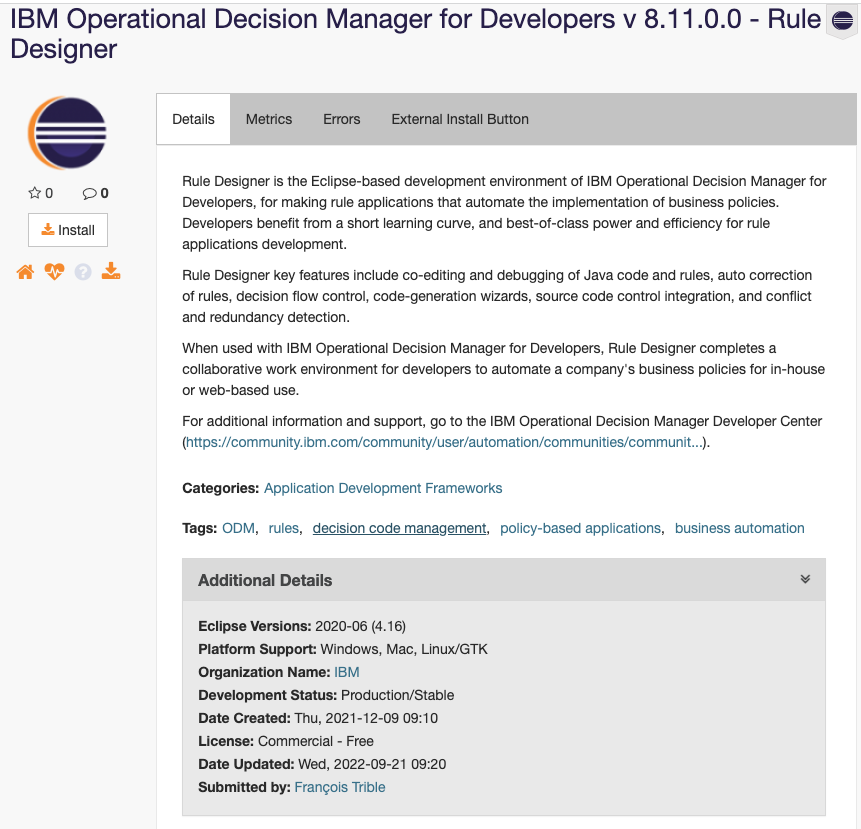 IBM Operational Decision Manager for Developers v 8.11.0.0 - Rule
Designer
Details Metrics Errors External Install Button
Rule Designer is the Eclipse-based development environment of IBM Operational Decision Manager for
Developers, for making rule applications that automate the implementation of business policies.
Developers benefit from a short learning curve, and best-of-class power and efficiency for rule
applications development.
0 0
Install
?
Rule Designer key features include co-editing and debugging of Java code and rules, auto correction
of rules, decision flow control, code-generation wizards, source code control integration, and conflict
and redundancy detection.
When used with IBM Operational Decision Manager for Developers, Rule Designer completes a
collaborative work environment for developers to automate a company's business policies for in-house
or web-based use.
For additional information and support, go to the IBM Operational Decision Manager Developer Center
(https://community.ibm.com/community/user/automation/communities/communit...).
Categories: Application Development Frameworks
Tags: ODM, rules, decision code management, policy-based applications, business automation
Additional Details
Eclipse Versions: 2020-06 (4.16)
Platform Support: Windows, Mac, Linux/GTK
Organization Name: IBM
Development Status: Production/Stable
Date Created: Thu, 2021-12-09 09:10
License: Commercial - Free
Date Updated: Wed, 2022-09-21 09:20
Submitted by: François Trible